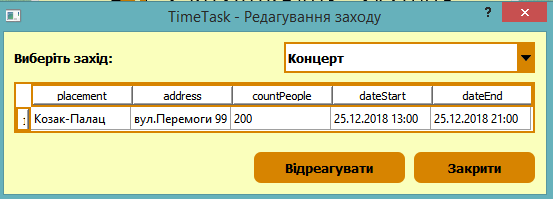 TimeTask - Редагування заходу
?
Виберіть захід:
Концерт
placement address countPeople dateStart dateEnd
Козак-Палац вул.Перемоги 99 200 25.12.2018 13:00 25.12.2018 21:00
Відреагувати Закрити